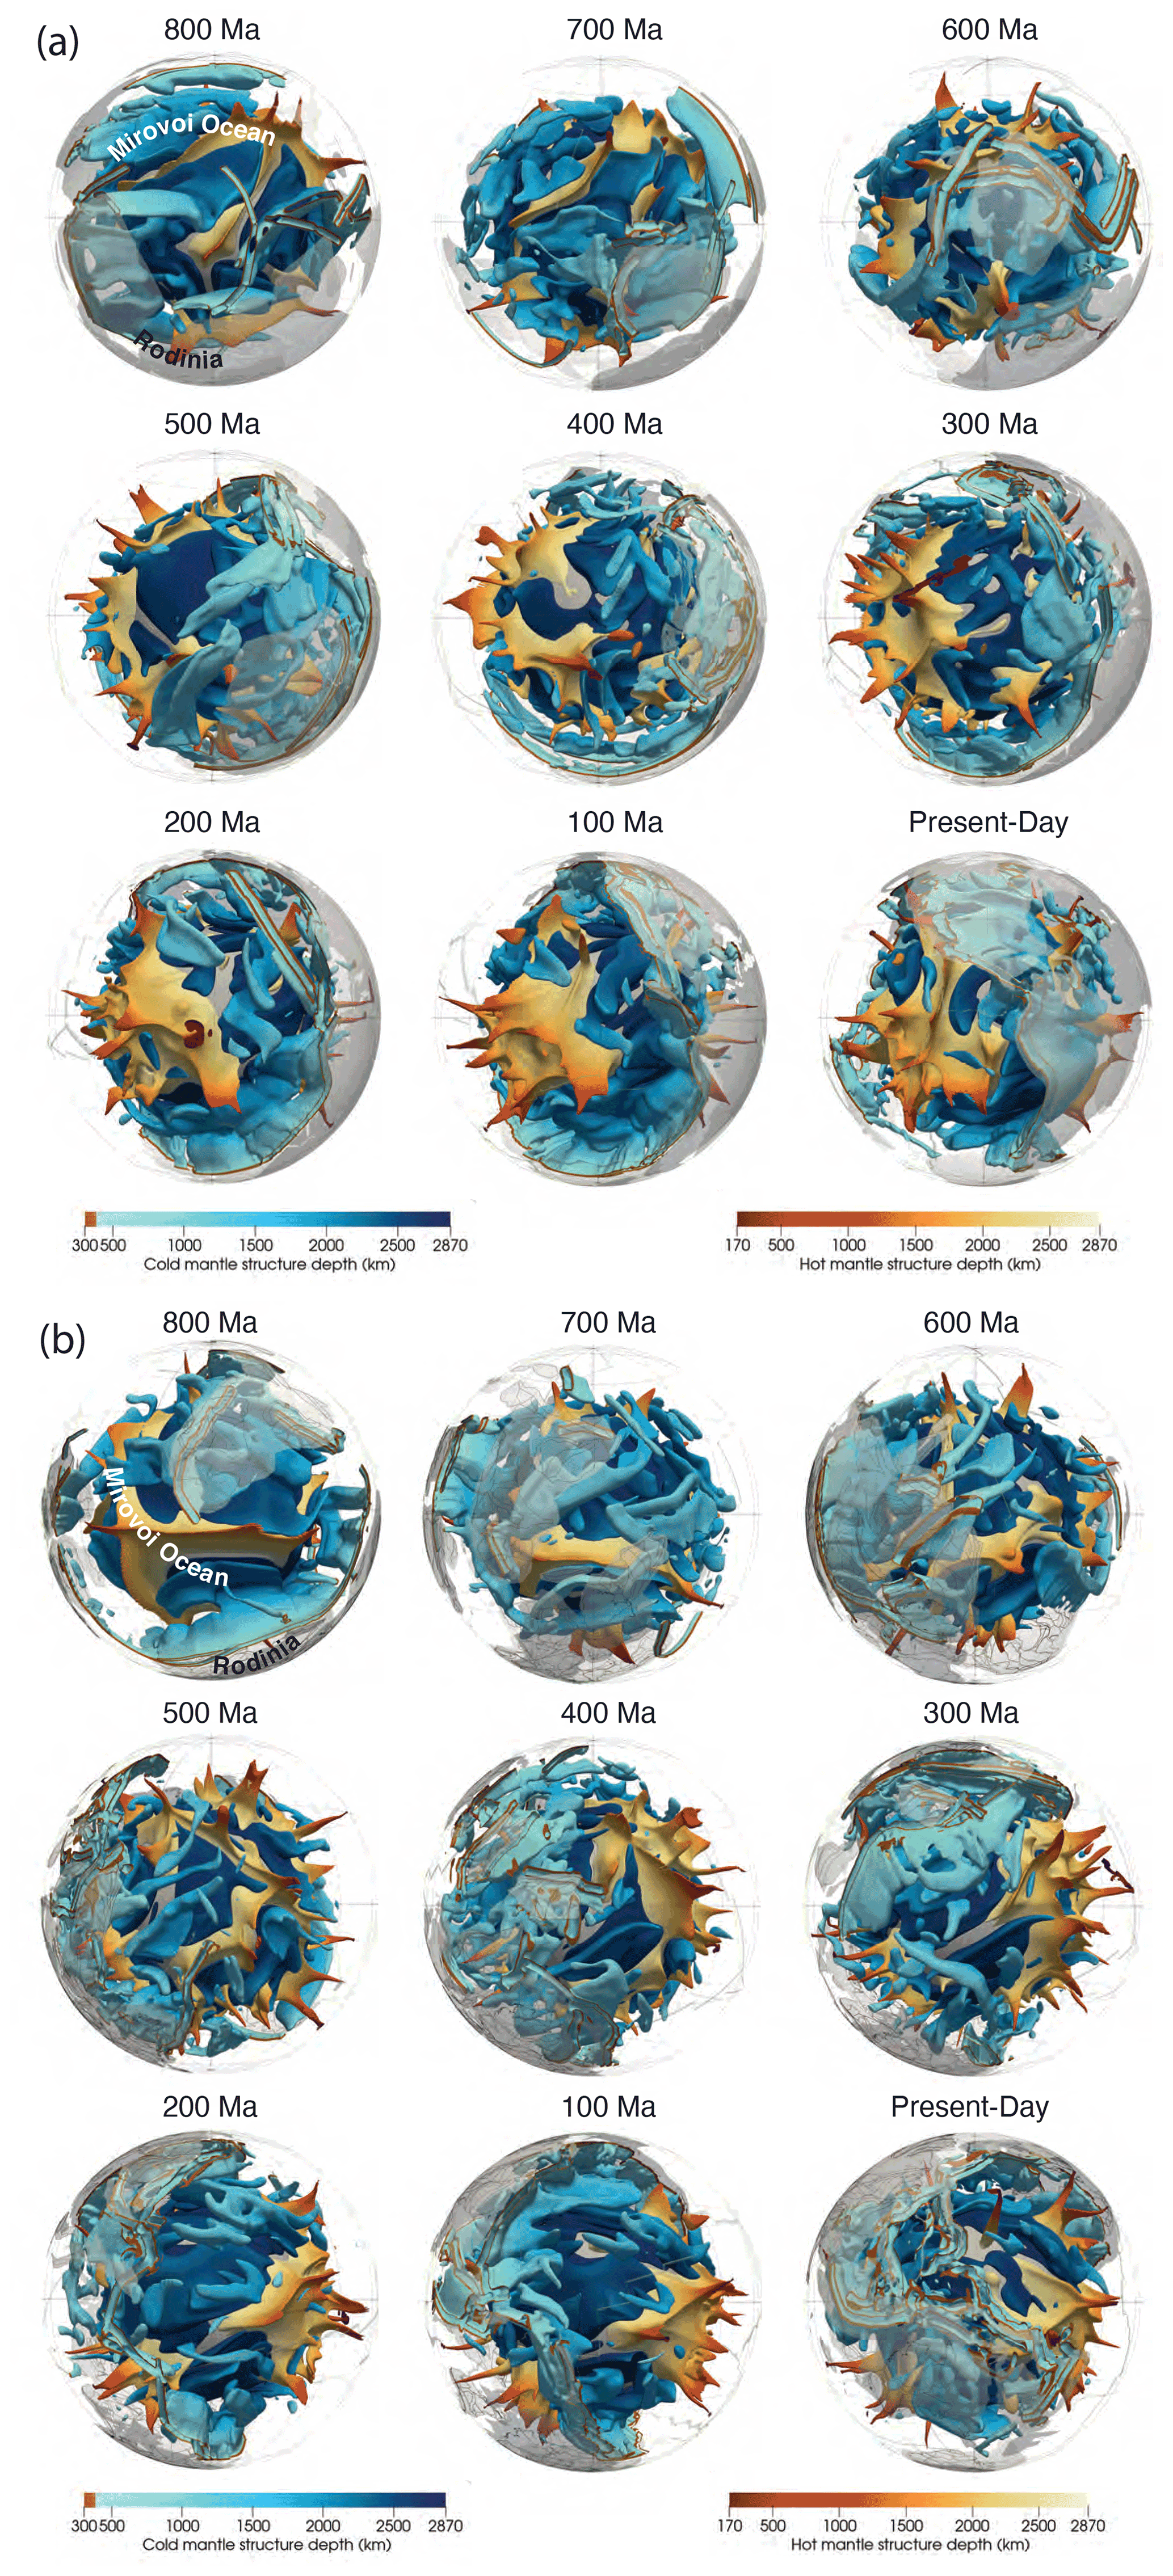 (a)
800 Ma
700 Ma
600 Ma
Mirovoi Ocean
Rodinia
500 Ma
400 Ma
300 Ma
200 Ma
100 Ma
Present-Day
300 500 1000 1500 2000 2500 2870
Cold mantle structure depth (km)
170 500 1000 1500 2000 2500 2870
Hot mantle structure depth (km)
(b)
800 Ma
700 Ma
600 Ma
Mirovoi Ocean
Rodinia
500 Ma
400 Ma
300 Ma
200 Ma
100 Ma
Present-Day
300 500 1000 1500 2000 2500 2870
Cold mantle structure depth (km)
170 500 1000 1500 2000 2500 2870
Hot mantle structure depth (km)